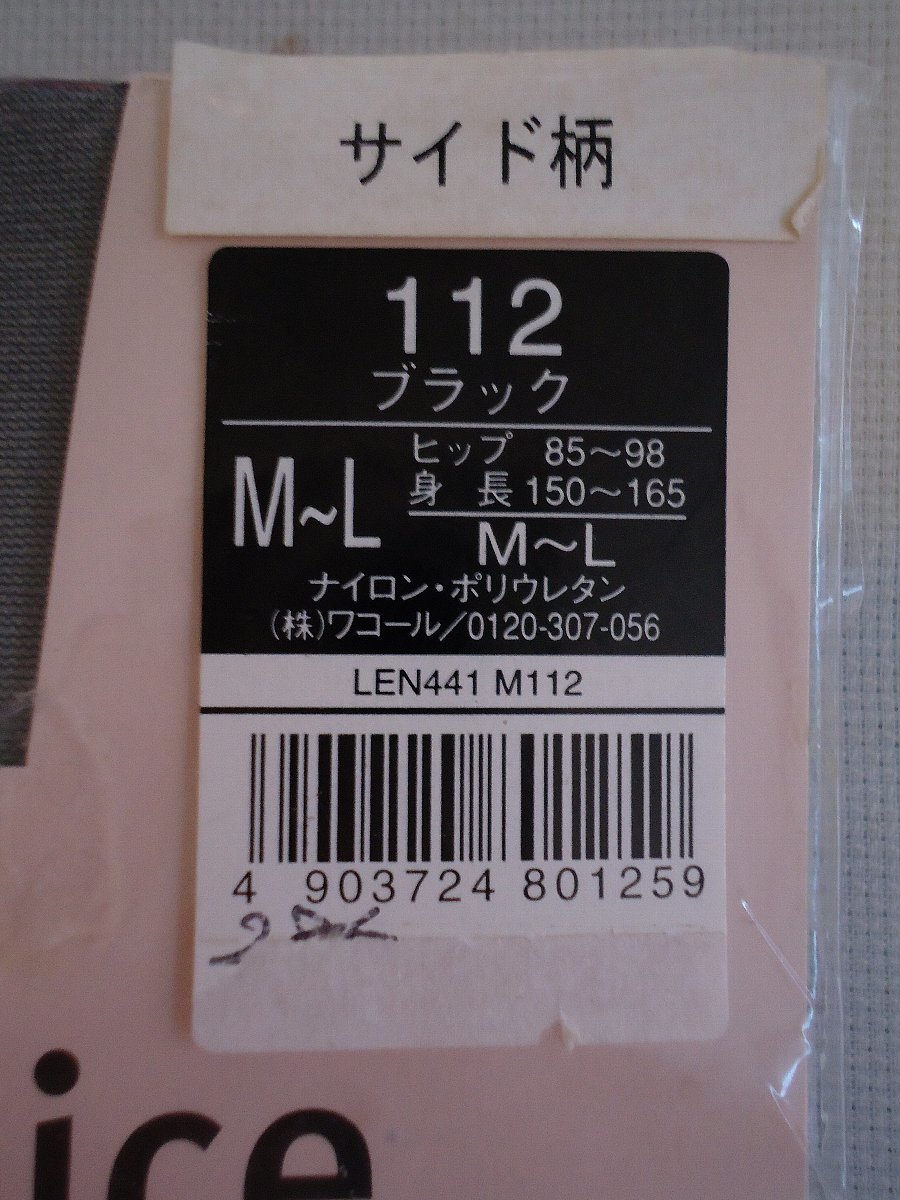 サイド柄
112
ブラック
M~L
ヒップ 85〜98
身 長 150〜165
M〜L
ナイロン・ポリウレタン
(株)ワコール/0120-307-056
LEN441 M112
4 903724 801259
ice